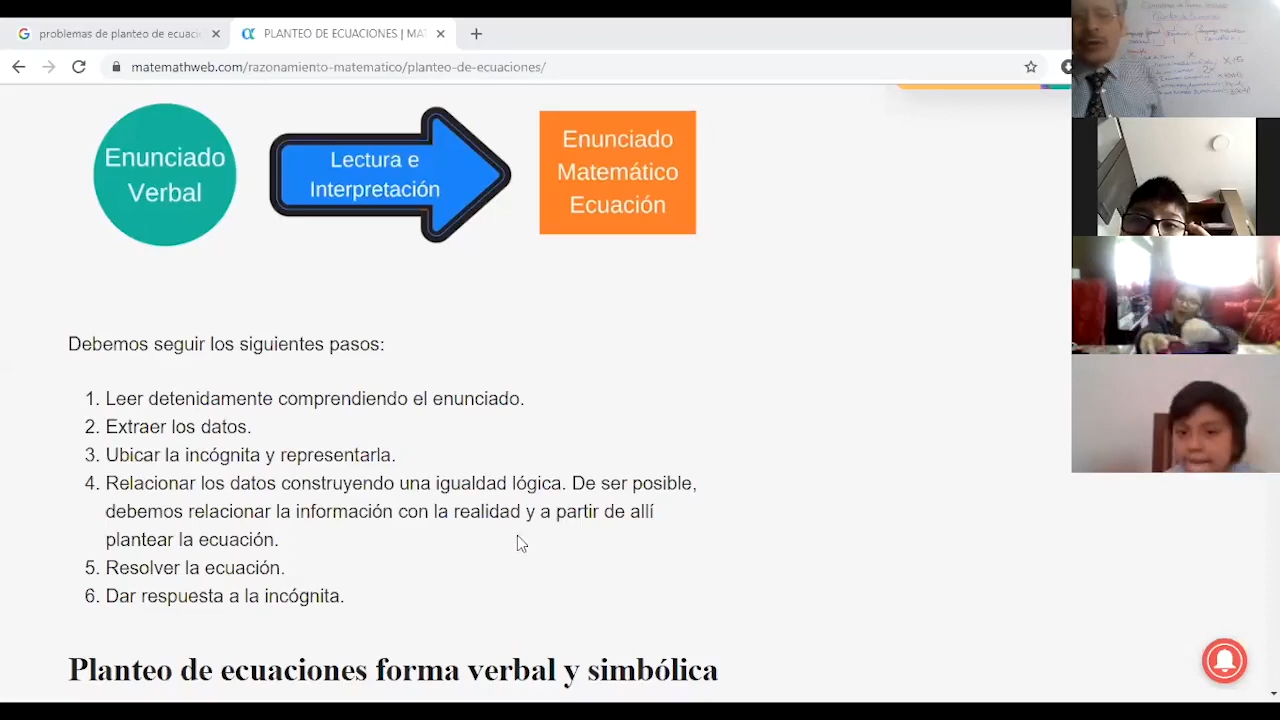 problemas de planteo de ecuaci
PLANTEO DE ECUACIONES | MA
matemathweb.com/razonamiento-matematico/planteo-de-ecuaciones/
Enunciado
Verbal
Lectura e
Interpretación
Enunciado
Matemático
Ecuación
Debemos seguir los siguientes pasos:
1. Leer detenidamente comprendiendo el enunciado.
2. Extraer los datos.
3. Ubicar la incógnita y representarla.
4. Relacionar los datos construyendo una igualdad lógica. De ser posible,
debemos relacionar la información con la realidad y a partir de allí
plantear la ecuación.
5. Resolver la ecuación.
6. Dar respuesta a la incógnita.
Planteo de ecuaciones forma verbal y simbólica